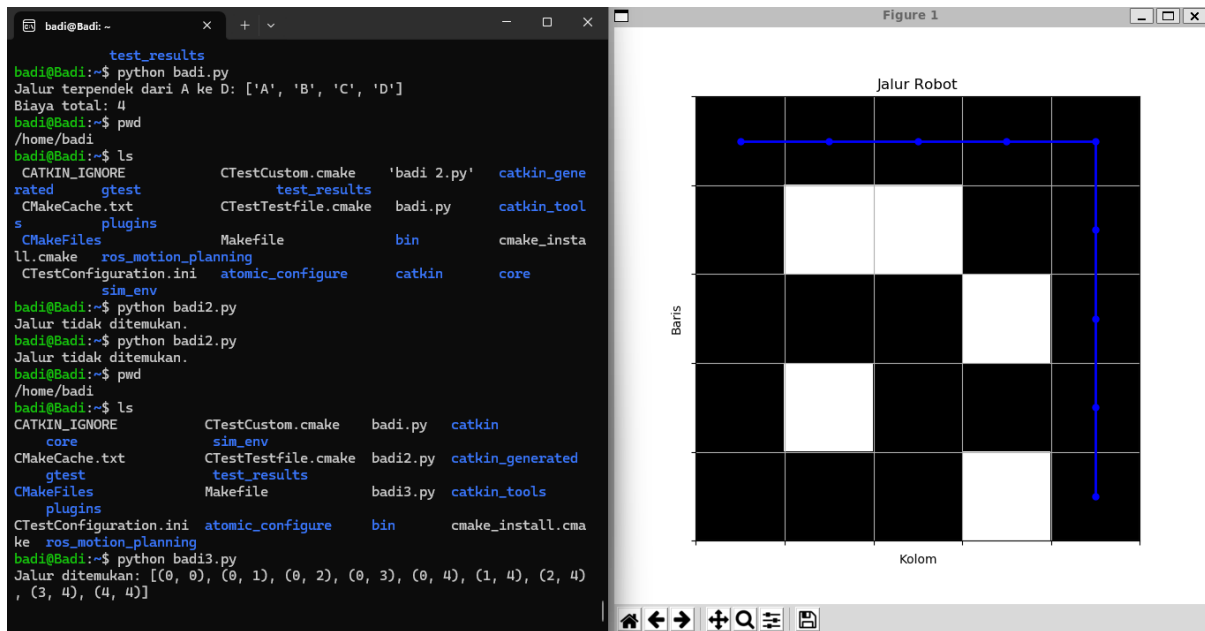 badi@Badi: ~
test_results
badi@Badi:~$ python badi.py
Jalur terpendek dari A ke D: ['A', 'B', 'C', 'D']
Biaya total: 4
badi@Badi:~$ pwd
/home/badi
badi@Badi:~$ ls
CATKIN_IGNORE CTestCustom.cmake 'badi 2.py' catkin_gene
rated gtest test_results
CMakeCache.txt CTestTestfile.cmake badi.py catkin_tool
s plugins
CMakeFiles Makefile bin cmake_insta
ll.cmake ros_motion_planning
CTestConfiguration.ini atomic_configure catkin core
sim_env
badi@Badi:~$ python badi2.py
Jalur tidak ditemukan.
badi@Badi:~$ python badi2.py
Jalur tidak ditemukan.
badi@Badi:~$ pwd
/home/badi
badi@Badi:~$ ls
CATKIN_IGNORE CTestCustom.cmake badi.py catkin
core sim_env
CMakeCache.txt CTestTestfile.cmake badi2.py catkin_generated
gtest test_results
CMakeFiles Makefile badi3.py catkin_tools
plugins
CTestConfiguration.ini atomic_configure bin cmake_install.cma
ke ros_motion_planning
badi@Badi:~$ python badi3.py
Jalur ditemukan: [(0, 0), (0, 1), (0, 2), (0, 3), (0, 4), (1, 4), (2, 4)
, (3, 4), (4, 4)]
Figure 1
Jalur Robot
Baris
Kolom